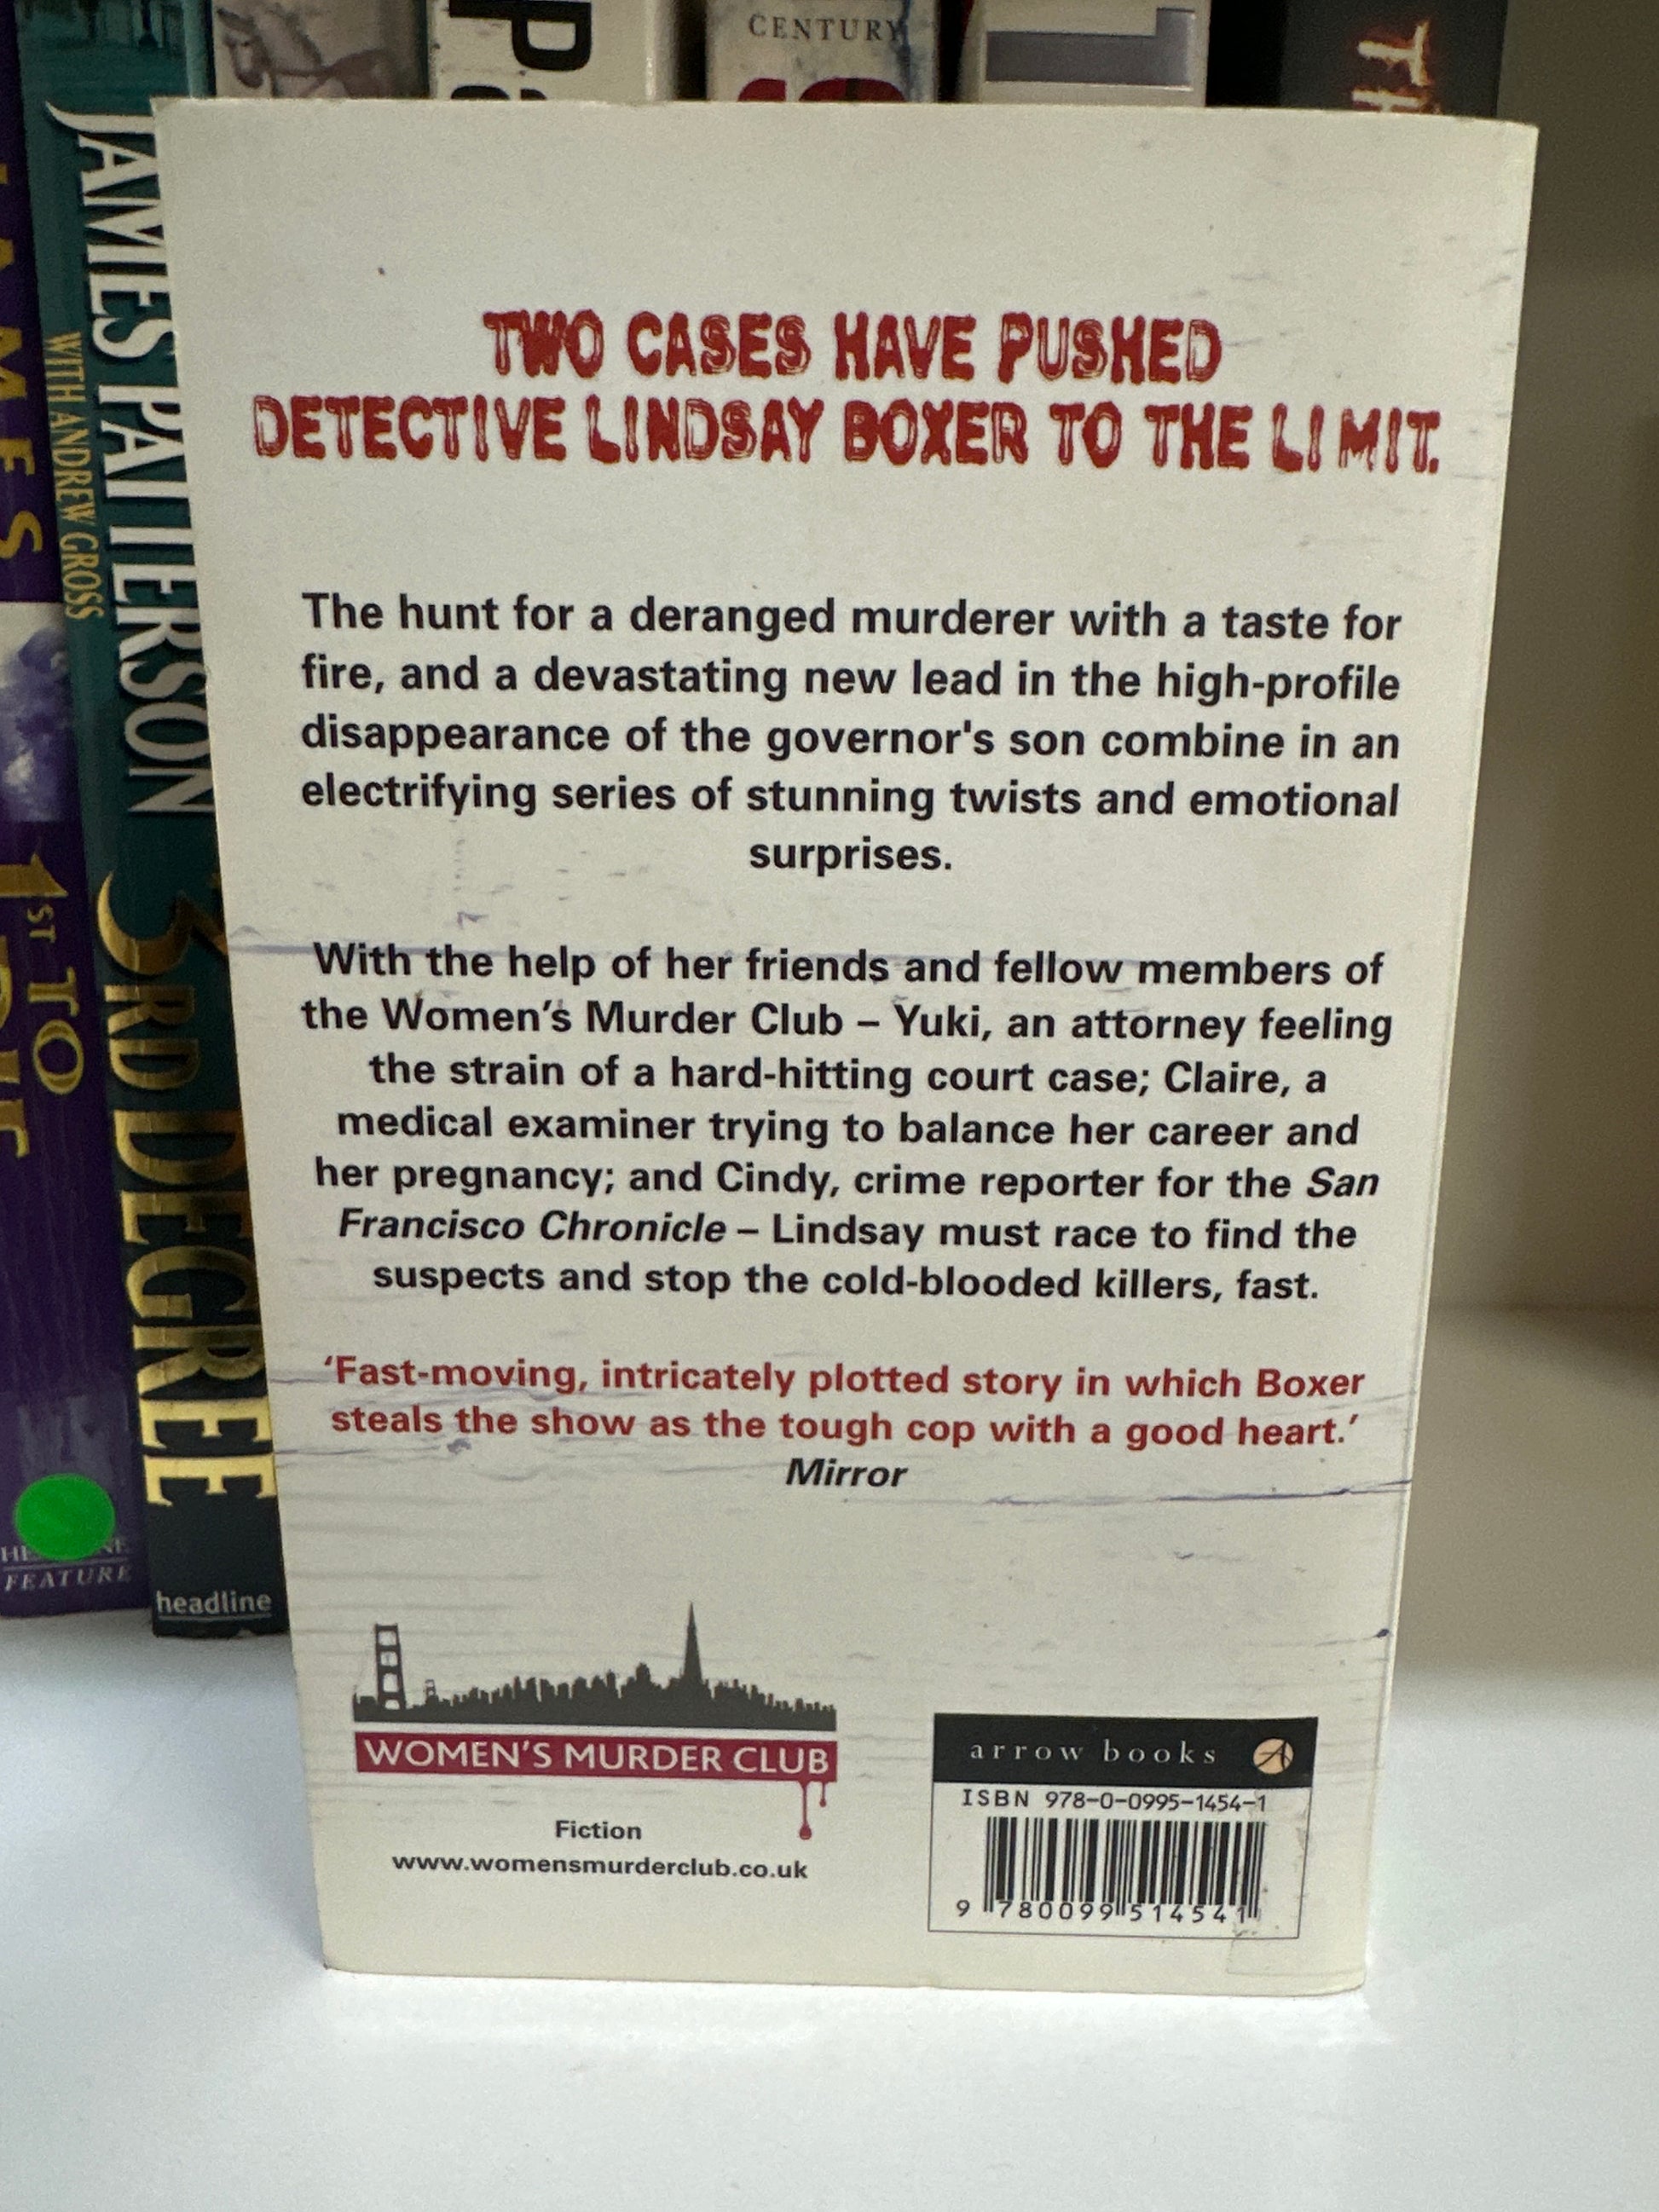 CENTURY
TH
JAMES PATTERSON
WITH ANDREW GROSS
3RD DEGREE
headline
1ST TO
FEATURE
TWO CASES HAVE PUSHED
DETECTIVE LINDSAY BOXER TO THE LIMIT.
The hunt for a deranged murderer with a taste for
fire, and a devastating new lead in the high-profile
disappearance of the governor's son combine in an
electrifying series of stunning twists and emotional
surprises.
With the help of her friends and fellow members of
the Women's Murder Club – Yuki, an attorney feeling
the strain of a hard-hitting court case; Claire, a
medical examiner trying to balance her career and
her pregnancy; and Cindy, crime reporter for the San
Francisco Chronicle – Lindsay must race to find the
suspects and stop the cold-blooded killers, fast.
'Fast-moving, intricately plotted story in which Boxer
steals the show as the tough cop with a good heart.'
Mirror
WOMEN'S MURDER CLUB
Fiction
www.womensmurderclub.co.uk
arrow books
ISBN 978-0-0995-1454-1
9 780099 514541